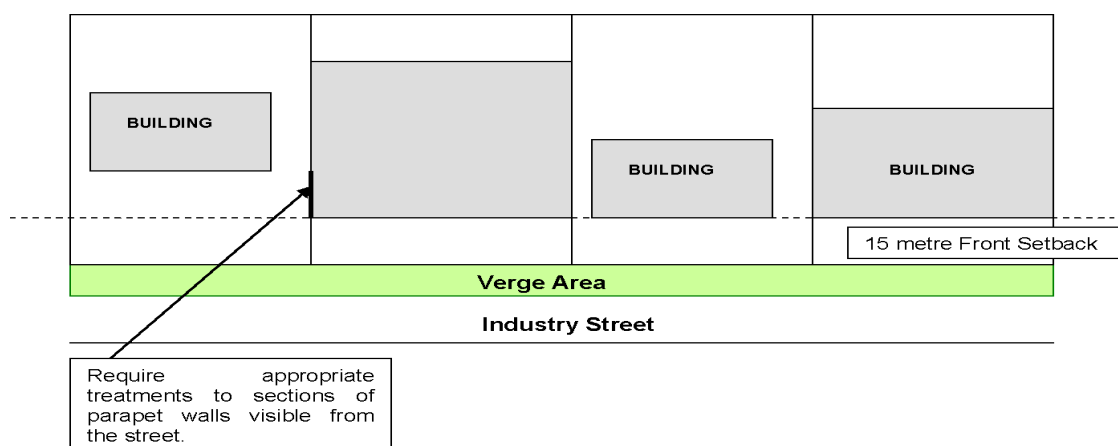 BUILDING
BUILDING
BUILDING
15 metre Front Setback
Verge Area
Industry Street
Require appropriate
treatments to sections of
parapet walls visible from
the street.